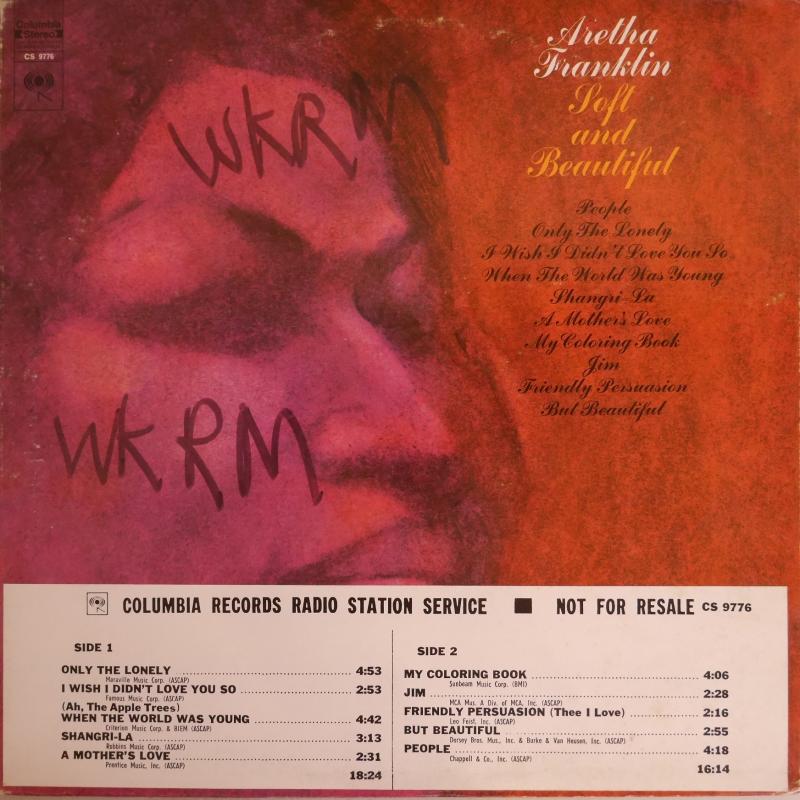 Columbia
Stereo
CS 9776
Aretha
Franklin
Soft
and
Beautiful
WKRM
People
Only The Lonely
I Wish I Didn't Love You So
When The World Was Young
Shangri-La
A Mother's Love
My Coloring Book
Jim
Friendly Persuasion
But Beautiful
WKRM
COLUMBIA RECORDS RADIO STATION SERVICE ■ NOT FOR RESALE CS 9776
SIDE 1
ONLY THE LONELY 4:53
Maraville Music Corp. (ASCAP)
I WISH I DIDN'T LOVE YOU SO 2:53
Famous Music Corp. (ASCAP)
(Ah, The Apple Trees)
WHEN THE WORLD WAS YOUNG 4:42
Criterion Music Corp. & BIEM (ASCAP)
SHANGRI-LA 3:13
Robbins Music Corp. (ASCAP)
A MOTHER'S LOVE 2:31
Prentice Music, Inc. (ASCAP)
18:24
SIDE 2
MY COLORING BOOK 4:06
Sunbeam Music Corp. (BMI)
JIM 2:28
MCA Mus. A Div. of MCA, Inc. (ASCAP)
FRIENDLY PERSUASION (Thee I Love) 2:16
Leo Feist, Inc. (ASCAP)
BUT BEAUTIFUL 2:55
Dorsey Bros. Mus., Inc. & Burke & Van Heusen, Inc. (ASCAP)
PEOPLE 4:18
Chappell & Co., Inc. (ASCAP)
16:14